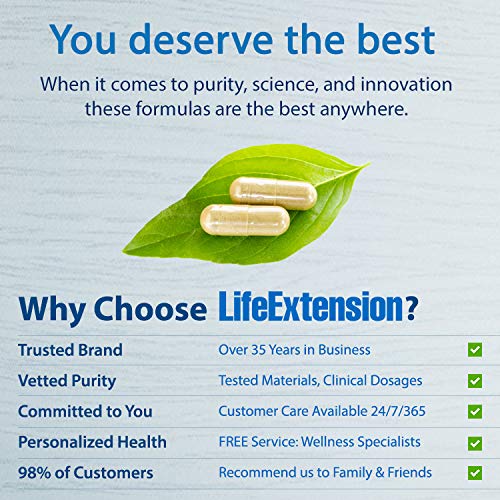 You deserve the best
When it comes to purity, science, and innovation
these formulas are the best anywhere.
Why Choose LifeExtension?
Trusted Brand Over 35 Years in Business
Vetted Purity Tested Materials, Clinical Dosages
Committed to You Customer Care Available 24/7/365
Personalized Health FREE Service: Wellness Specialists
98% of Customers Recommend us to Family & Friends